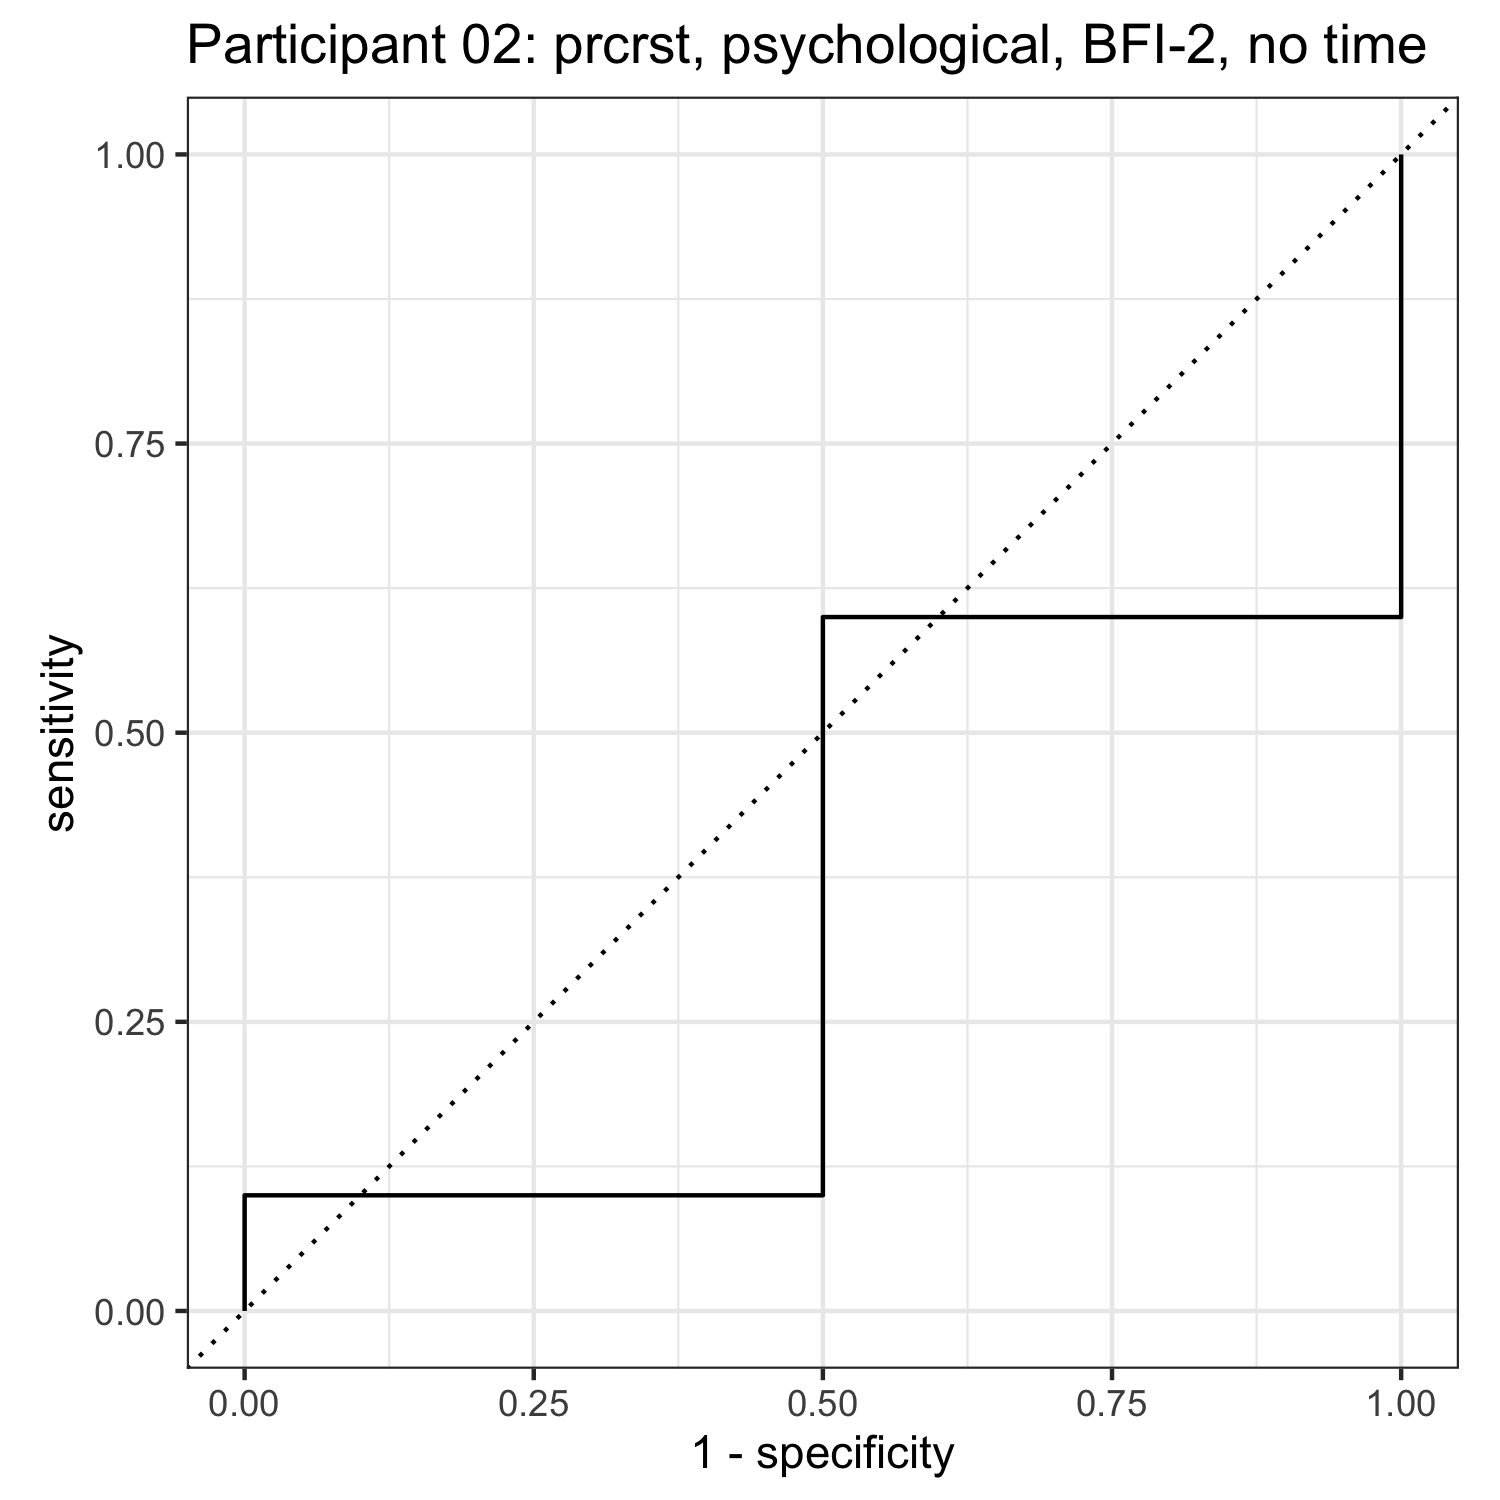 Participant 02: prcrst, psychological, BFI-2, no time
1.00
0.75
0.50
0.25
0.00
sensitivity
0.00 0.25 0.50 0.75 1.00
1 - specificity